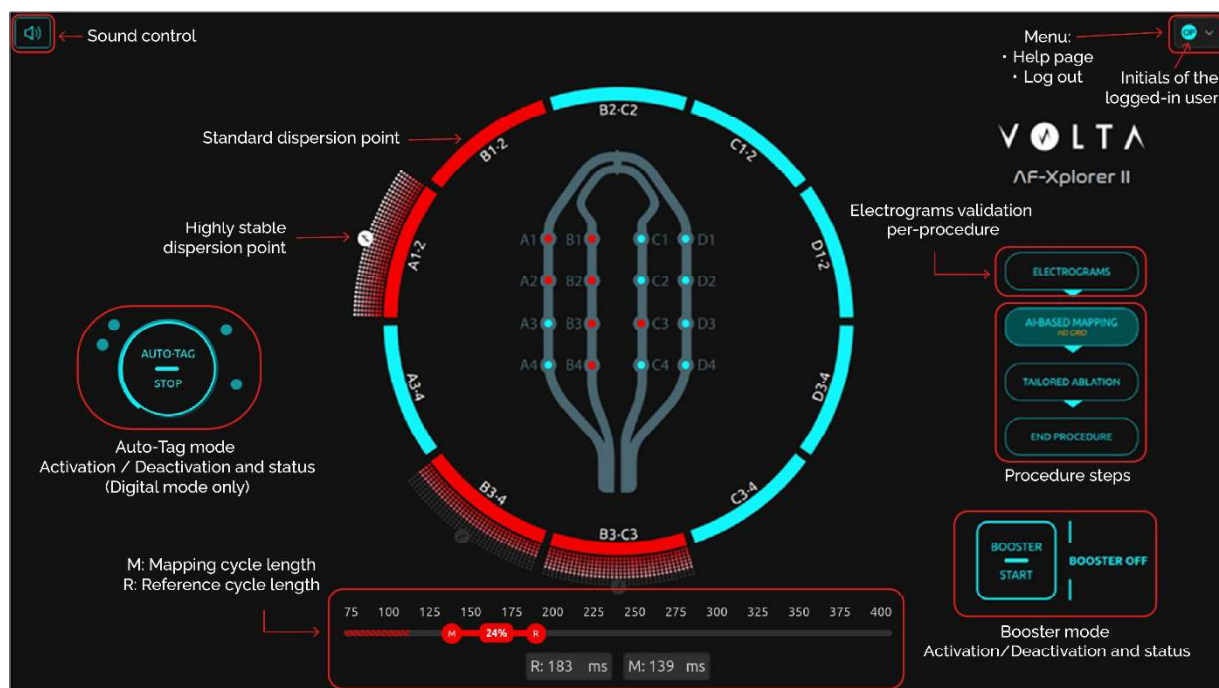 Sound control
Menu:
· Help page
· Log out
OP
Initials of the
logged-in user
VOLTA
AF-Xplorer II
Standard dispersion point
Highly stable
dispersion point
B2-C2
B1-2
C1-2
A1-2
D1-2
A3-4
D3-4
B3-4
C3-4
B3-C3
A1 B1 C1 D1
A2 B2 C2 D2
A3 B3 C3 D3
A4 B4 C4 D4
Electrograms validation
per-procedure
ELECTROGRAMS
AI-BASED MAPPING
HD GRID
TAILORED ABLATION
END PROCEDURE
Procedure steps
AUTO-TAG
STOP
Auto-Tag mode
Activation / Deactivation and status
(Digital mode only)
M: Mapping cycle length
R: Reference cycle length
75 100 125 150 175 200 225 250 275 300 325 350 375 400
M 24% R
R: 183 ms M: 139 ms
BOOSTER
START
BOOSTER OFF
Booster mode
Activation/Deactivation and status